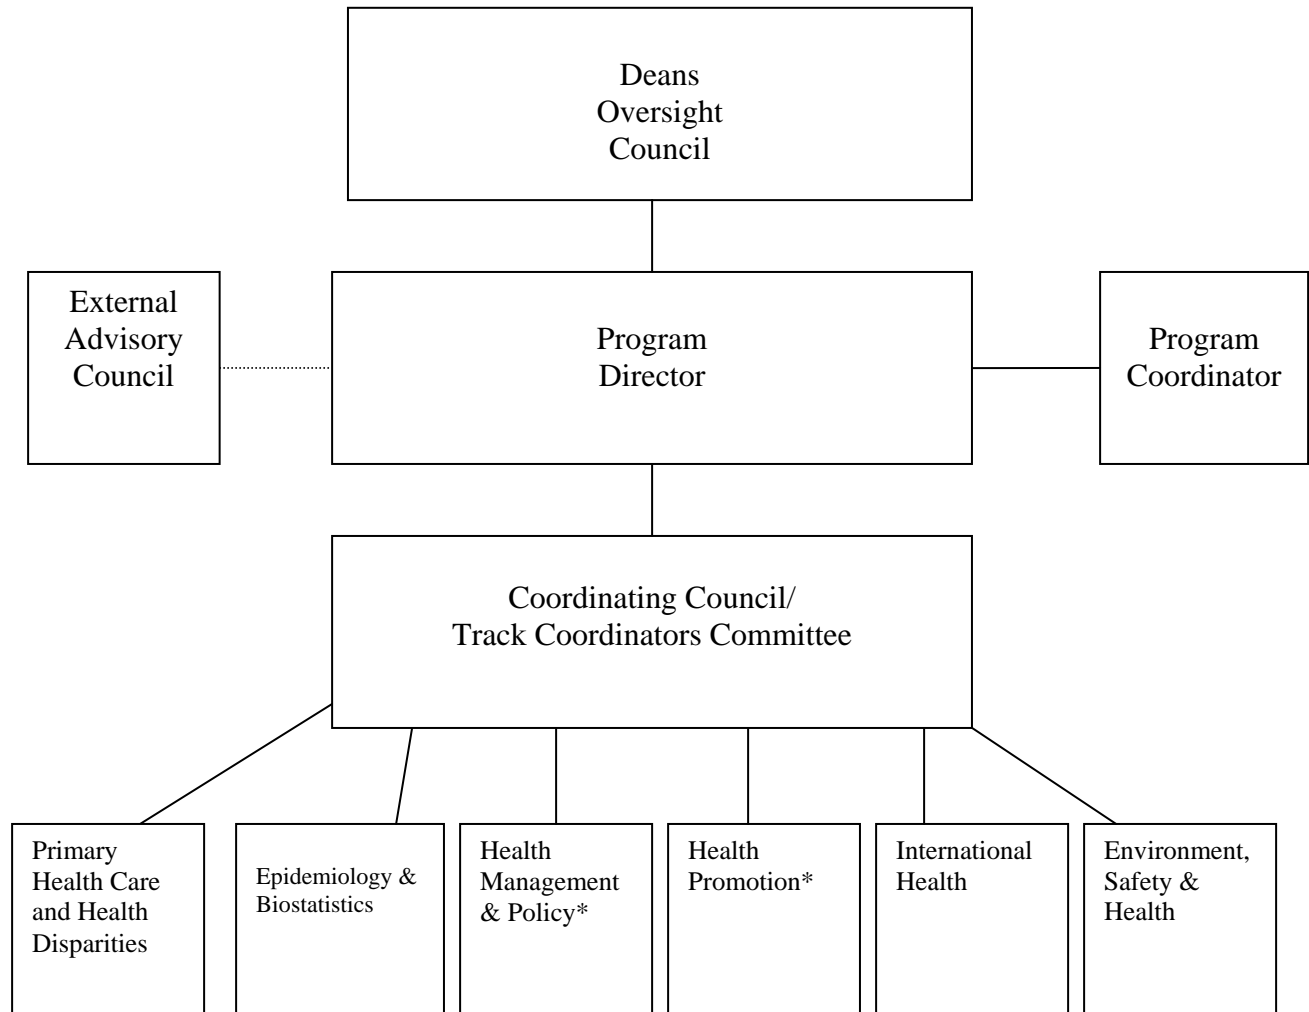 Deans
Oversight
Council
External
Advisory
Council
Program
Director
Program
Coordinator
Coordinating Council/
Track Coordinators Committee
Primary
Health Care
and Health
Disparities
Epidemiology &
Biostatistics
Health
Management
& Policy*
Health
Promotion*
International
Health
Environment,
Safety &
Health